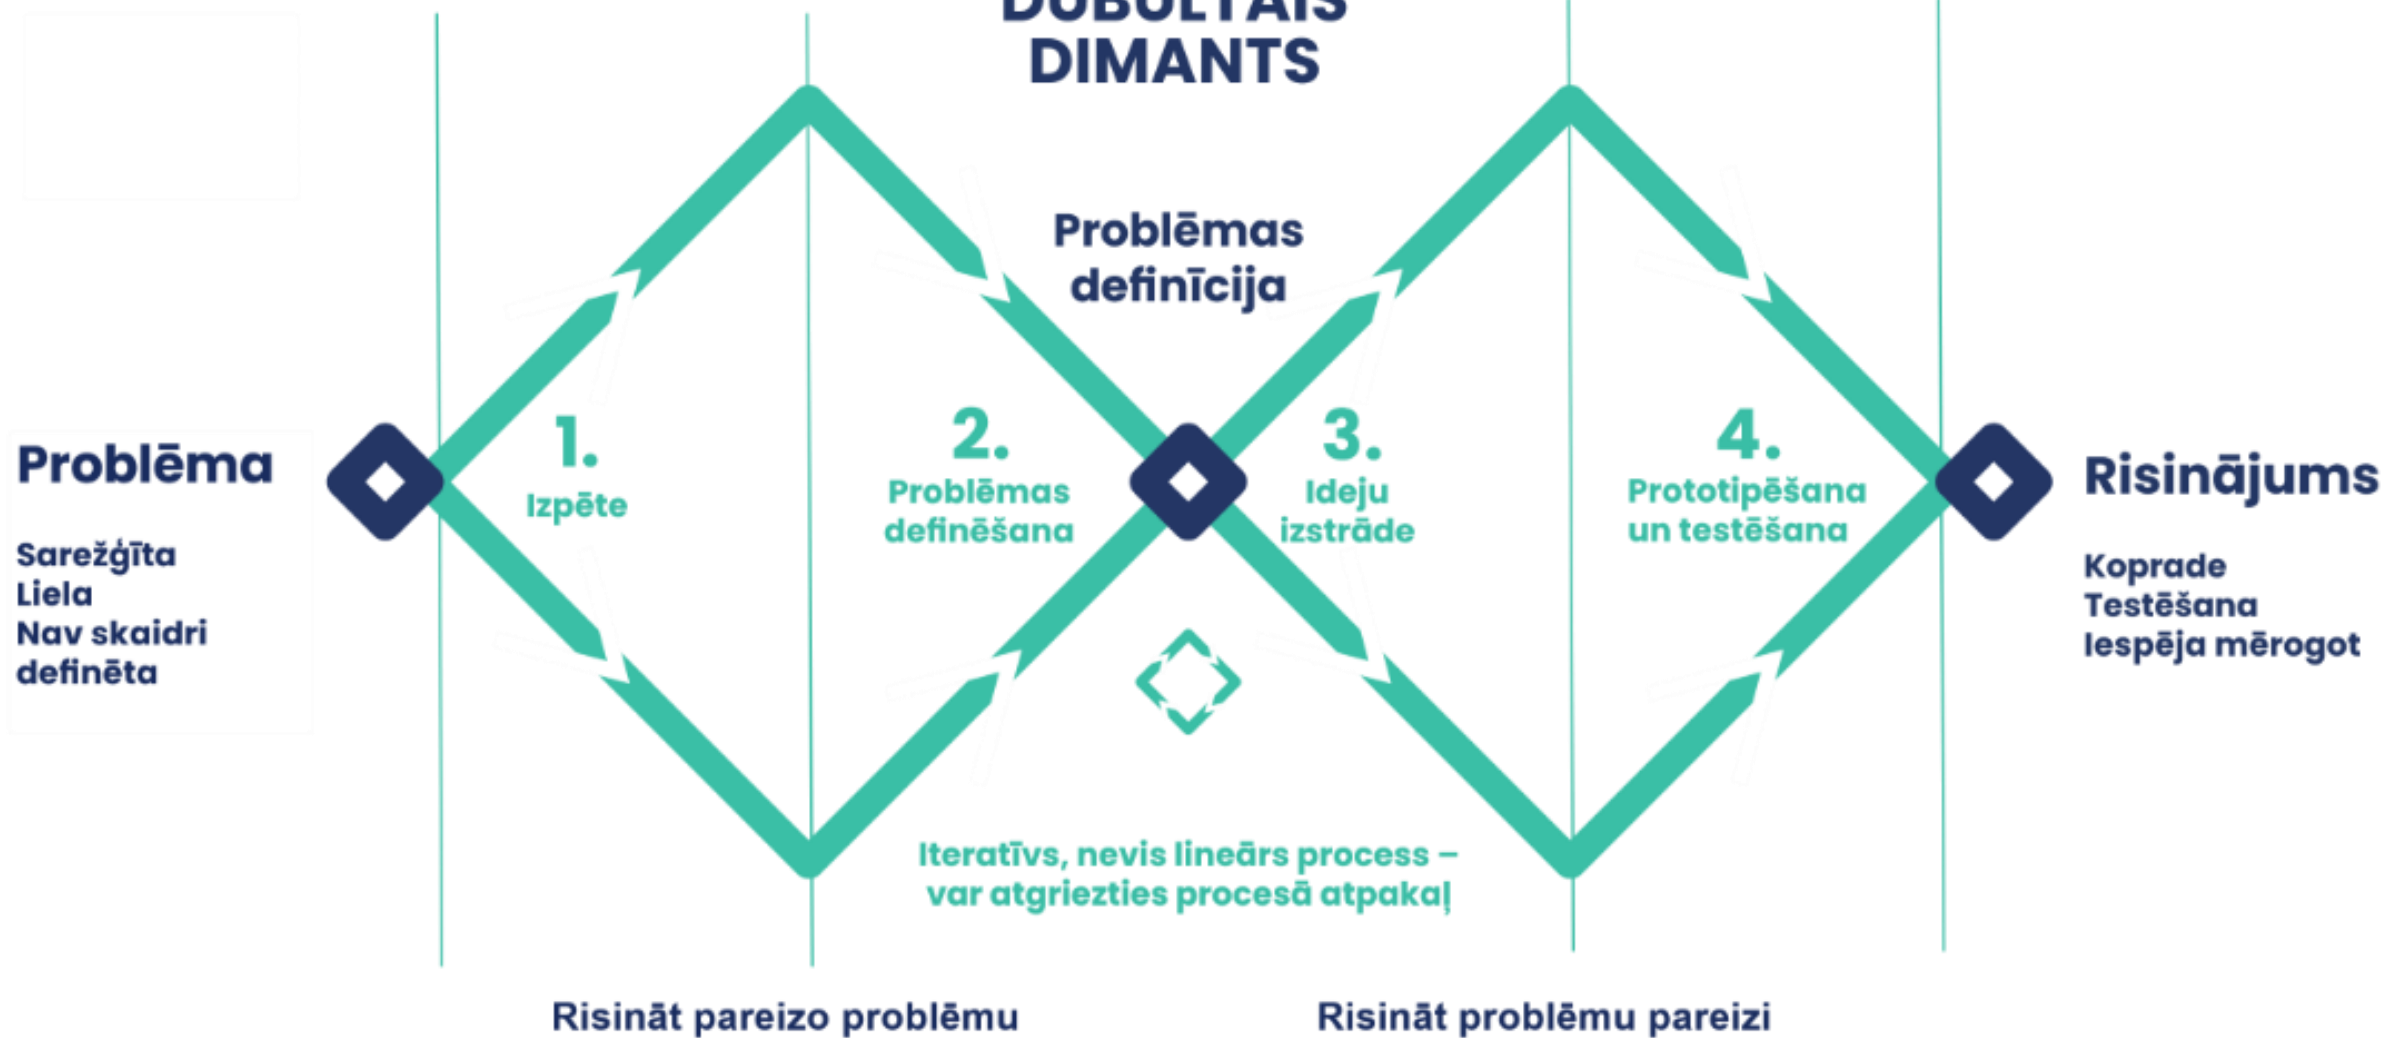 DUBULTAIS
DIMANTS
Problēmas
definīcija
Problēma
Sarežģīta
Liela
Nav skaidri
definēta
1.
Izpēte
2.
Problēmas
definēšana
3.
Ideju
izstrāde
4.
Prototipēšana
un testēšana
Risinājums
Koprade
Testēšana
Iespēja mērogot
Iteratīvs, nevis lineārs process –
var atgriezties procesā atpakaļ
Risināt pareizo problēmu
Risināt problēmu pareizi